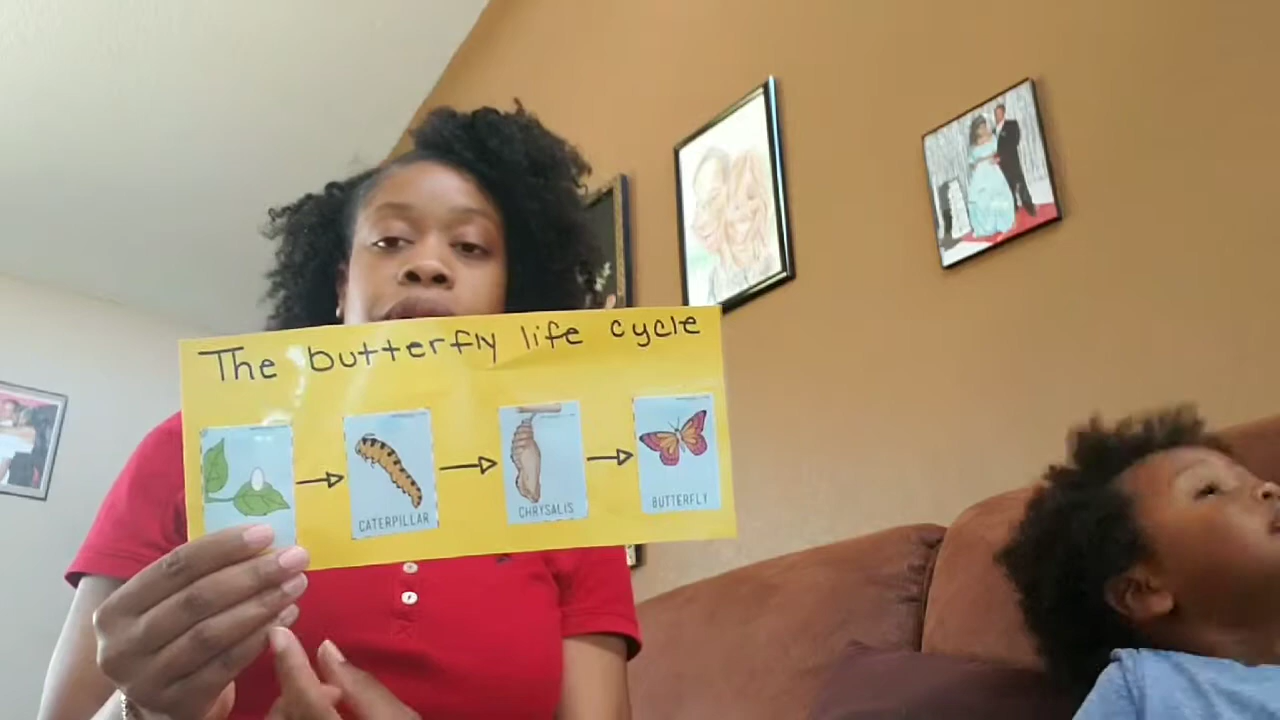 The butterfly life cycle
CATERPILLAR
CHRYSALIS
BUTTERFLY